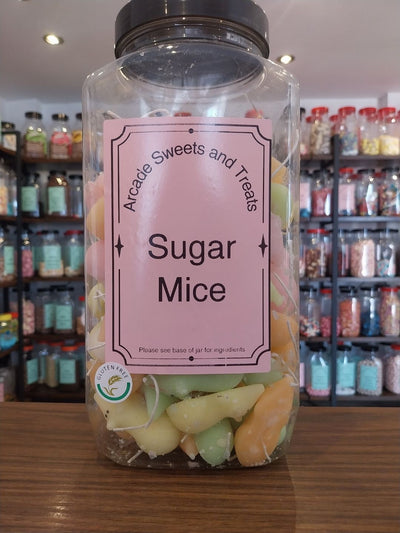 Arcade Sweets and Treats
Sugar
Mice
Please see base of jar for ingredients
GLUTEN FREE